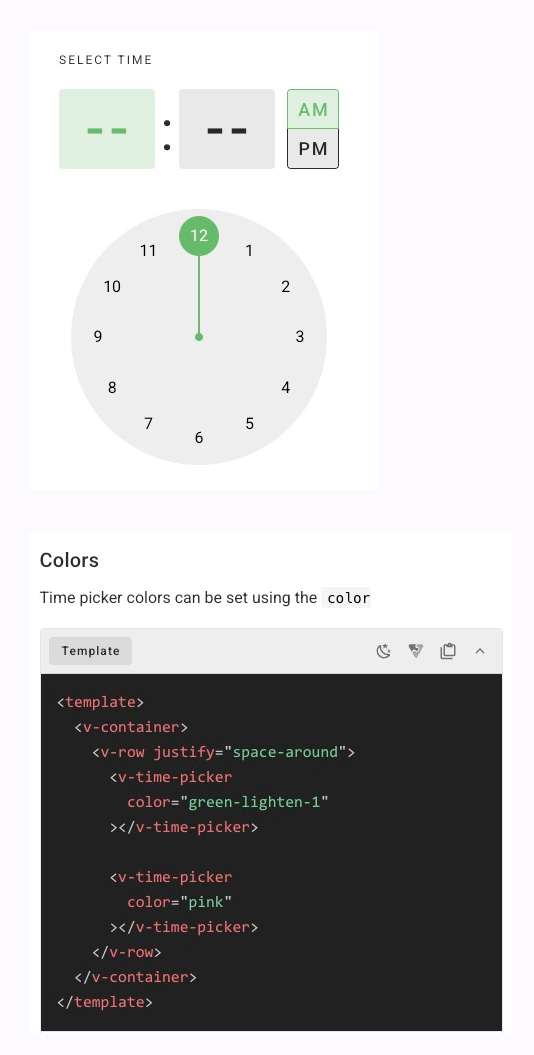 SELECT TIME
-- : -- AM
PM
12
11 1
10 2
9 3
8 4
7 5
6
Colors
Time picker colors can be set using the color
Template
<template>
  <v-container>
    <v-row justify="space-around">
      <v-time-picker
        color="green-lighten-1"
      ></v-time-picker>

      <v-time-picker
        color="pink"
      ></v-time-picker>
    </v-row>
  </v-container>
</template>